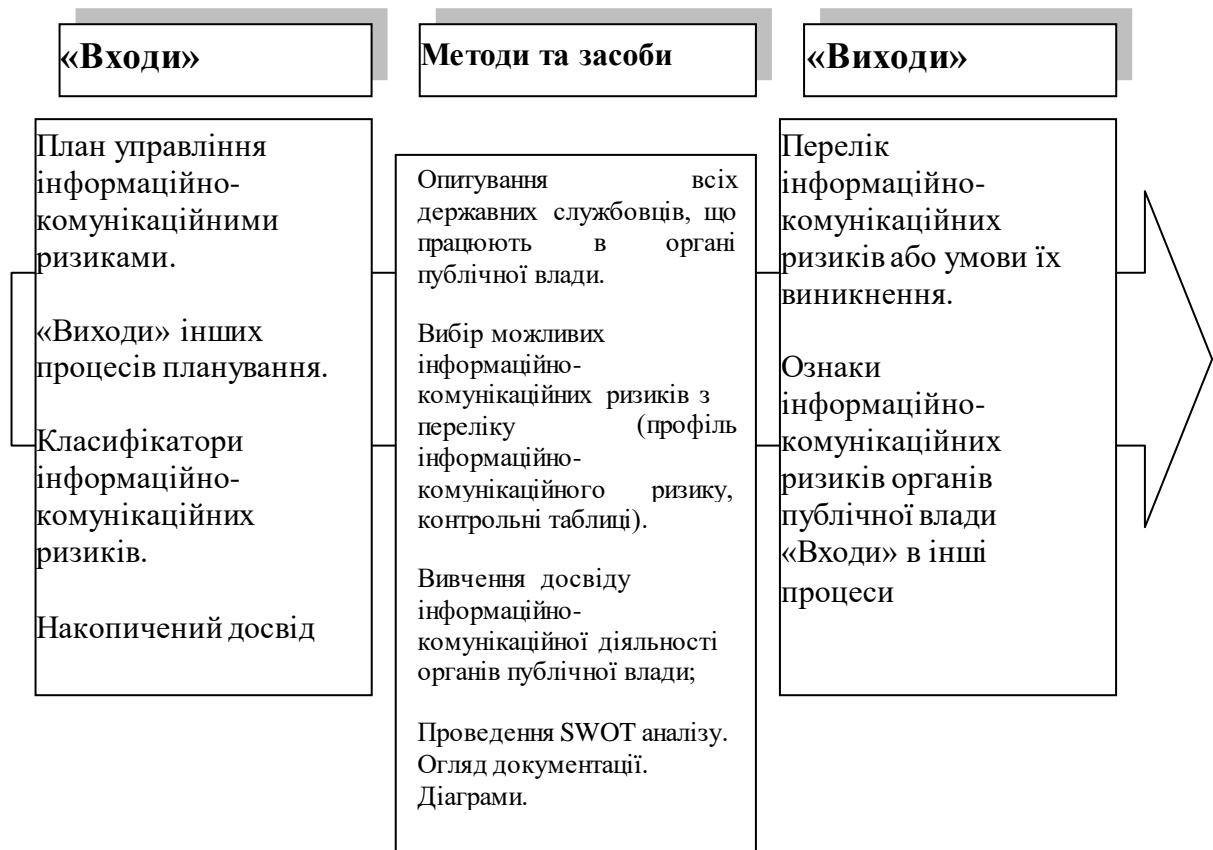 «Входи»
План управління
інформаційно-
комунікаційними
ризиками.
«Виходи» інших
процесів планування.
Класифікатори
інформаційно-
комунікаційних
ризиків.
Накопичений досвід
Методи та засоби
Опитування всіх
державних службовців, що
працюють в органі
публічної влади.
Вибір можливих
інформаційно-
комунікаційних ризиків з
переліку (профіль
інформаційно-
комунікаційного ризику,
контрольні таблиці).
Вивчення досвіду
інформаційно-
комунікаційної діяльності
органів публічної влади;
Проведення SWOT аналізу.
Огляд документації.
Діаграми.
«Виходи»
Перелік
інформаційно-
комунікаційних
ризиків або умови їх
виникнення.
Ознаки
інформаційно-
комунікаційних
ризиків органів
публічної влади
«Входи» в інші
процеси